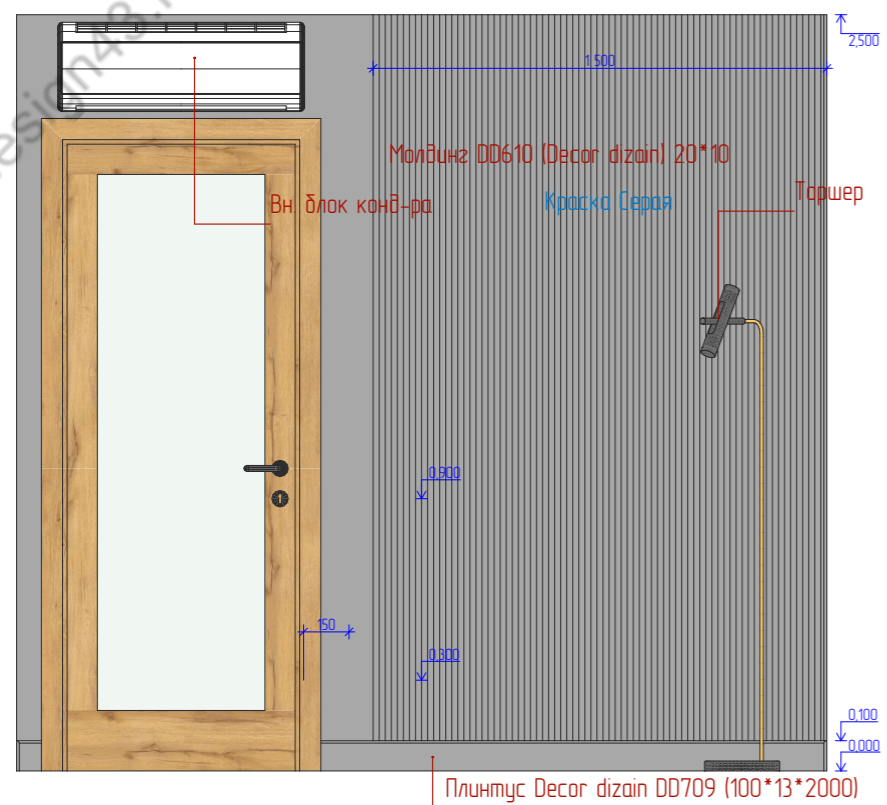 design43.r
2,500
1 500
Молдинг DD610 (Decor dizain) 20*10
Вн. блок конд-ра
Краска Серая
Торшер
0,900
150
0,300
0,100
0,000
Плинтус Decor dizain DD709 (100*13*2000)